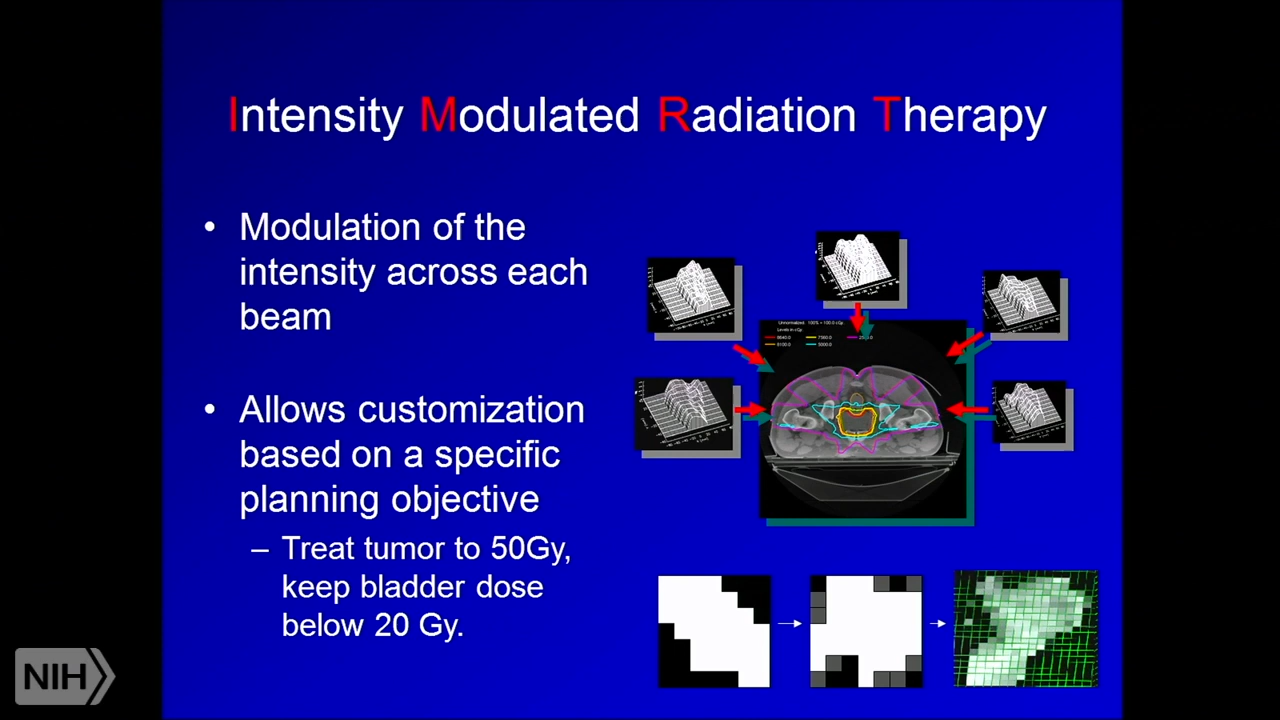 Intensity Modulated Radiation Therapy
• Modulation of the
intensity across each
beam
• Allows customization
based on a specific
planning objective
– Treat tumor to 50Gy,
keep bladder dose
below 20 Gy.
NIH